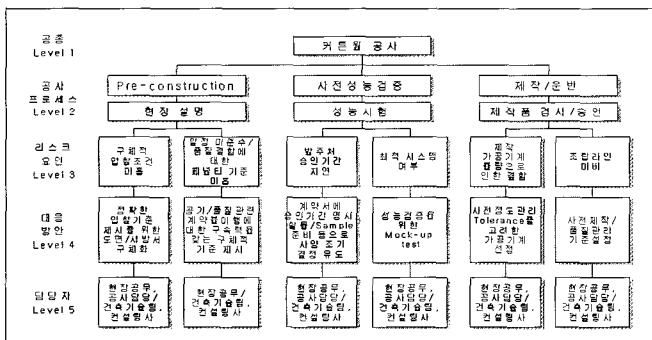 공종
Level 1
커튼월 공사
공사
프로세스
Level 2
Pre-construction
사전성능검증
제작/운반
현장 설명
성능시험
제작품 검사/승인
리스크
요인
Level 3
구체적
입찰조건
미흡
일정 미준수/
품질결함에
대한
패널티 기준
미흡
발주처
승인기간
지연
최적 시스템
여부
제작
가공기계
불량으로
인한 결함
조립라인
미비
대응
방안
Level 4
정확한
입찰기준
제시를 위한
도면/시방서
구체화
공기/품질관련
계약미이행에
대한 구속력을
갖는 구체적
기준 제시
계약서에
승인기간 명시
/Sample
준비 등으로
사양 조기
결정 유도
성능검증을
위한
Mock-up
test
사전정도관리
Tolerance를
고려한
가공기계
선정
사전제작/
품질관리
기준설정
담당자
Level 5
현장공무,
공사담당/
건축기술팀,
컨설팅사
현장공무/
건축기술팀,
컨설팅사
현장공무,
공사담당/
건축기술팀,
컨설팅사
현장공무,
공사담당/
건축기술팀,
컨설팅사
현장공무,
공사담당/
건축기술팀,
컨설팅사
현장공무,
공사담당/
건축기술팀,
컨설팅사